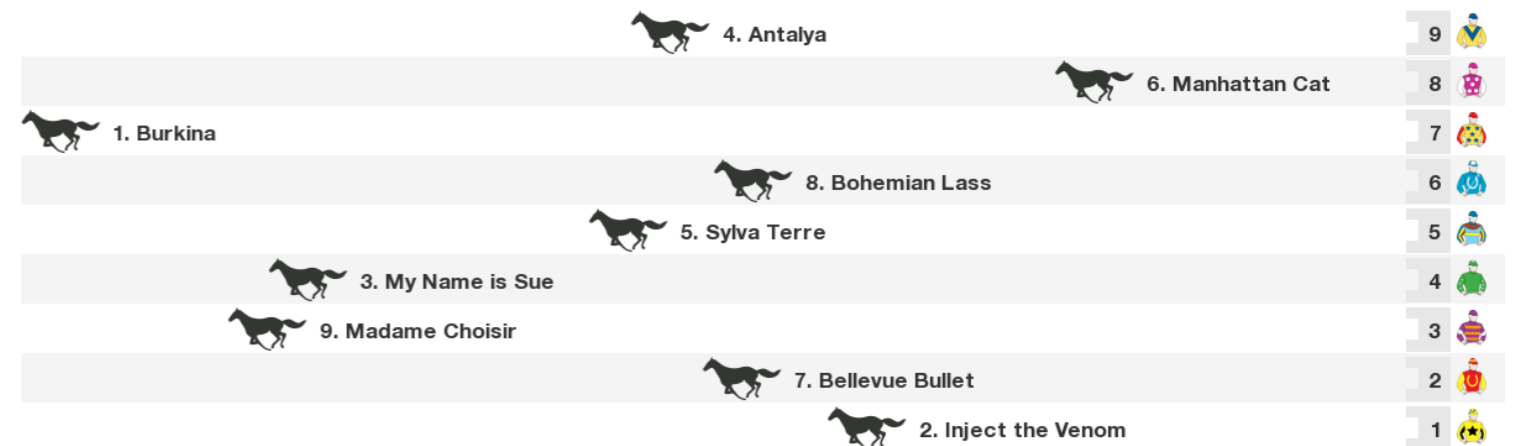 4. Antalya 9
6. Manhattan Cat 8
1. Burkina 7
8. Bohemian Lass 6
5. Sylva Terre 5
3. My Name is Sue 4
9. Madame Choisir 3
7. Bellevue Bullet 2
2. Inject the Venom 1